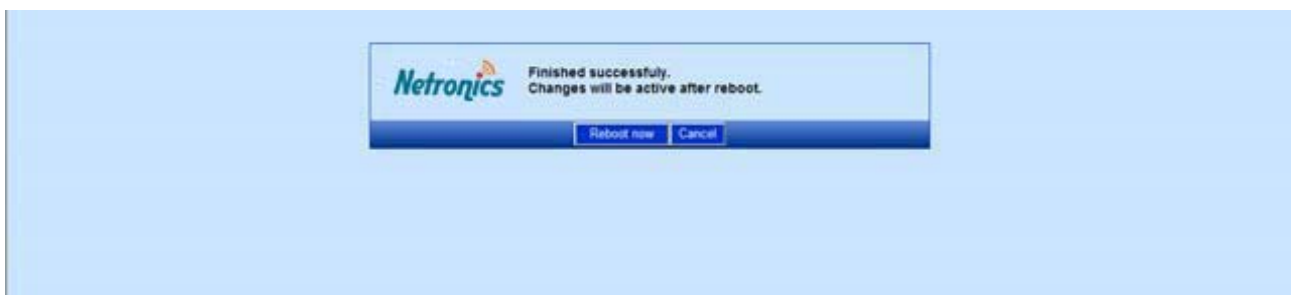 Netronics
Finished successfuly.
Changes will be active after reboot.
Reboot now Cancel